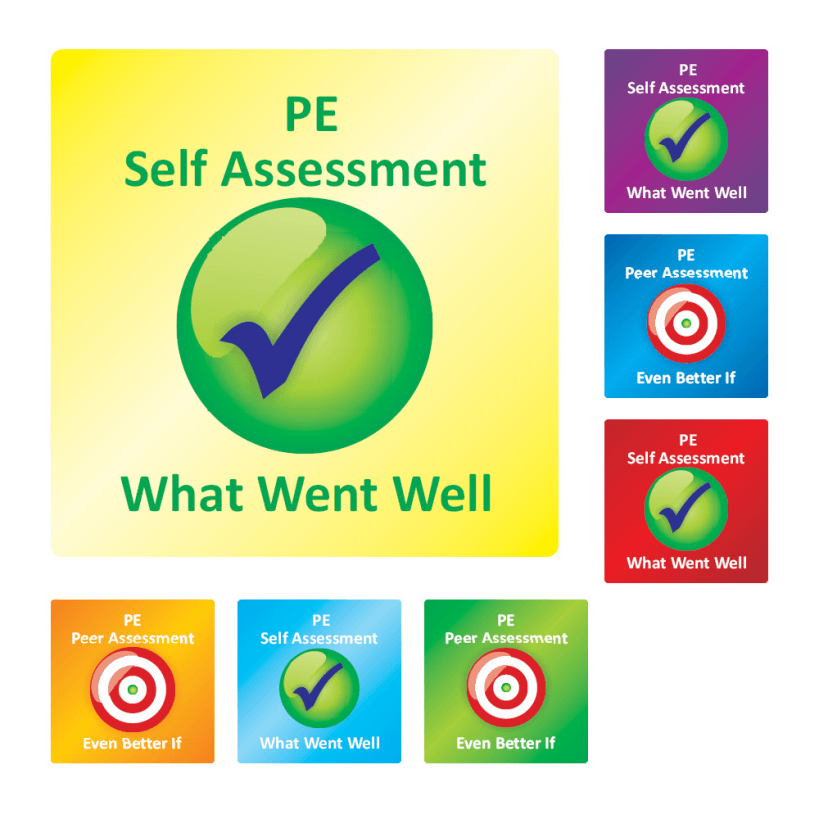 PE
Self Assessment
What Went Well
PE
Self Assessment
What Went Well
PE
Peer Assessment
Even Better If
PE
Self Assessment
What Went Well
PE
Peer Assessment
Even Better If
PE
Self Assessment
What Went Well
PE
Peer Assessment
Even Better If